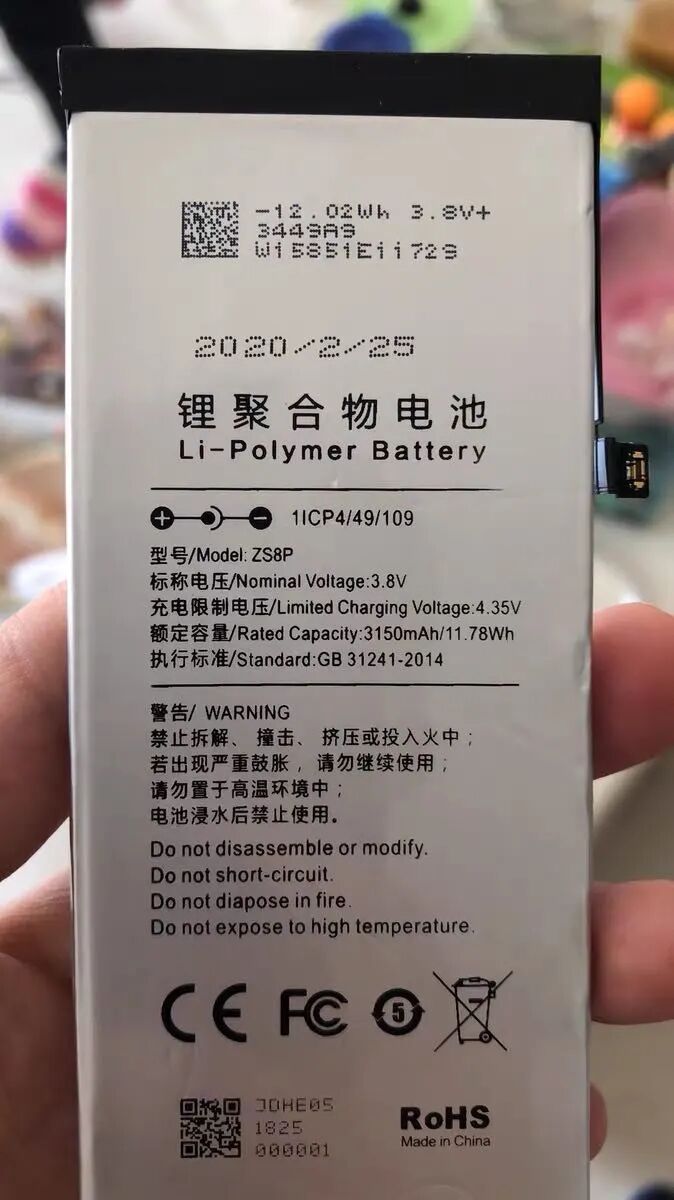 -12.02Wh 3.8V+
3449A9
W15851E11729
2020/2/25
锂聚合物电池
Li-Polymer Battery
1ICP4/49/109
型号/Model: ZS8P
标称电压/Nominal Voltage:3.8V
充电限制电压/Limited Charging Voltage:4.35V
额定容量/Rated Capacity:3150mAh/11.78Wh
执行标准/Standard:GB 31241-2014
警告/ WARNING
禁止拆解、撞击、挤压或投入火中；
若出现严重鼓胀，请勿继续使用；
请勿置于高温环境中；
电池浸水后禁止使用。
Do not disassemble or modify.
Do not short-circuit.
Do not diapose in fire.
Do not expose to high temperature.
CE FC 5
JDHE05
1825
000001
RoHS
Made in China